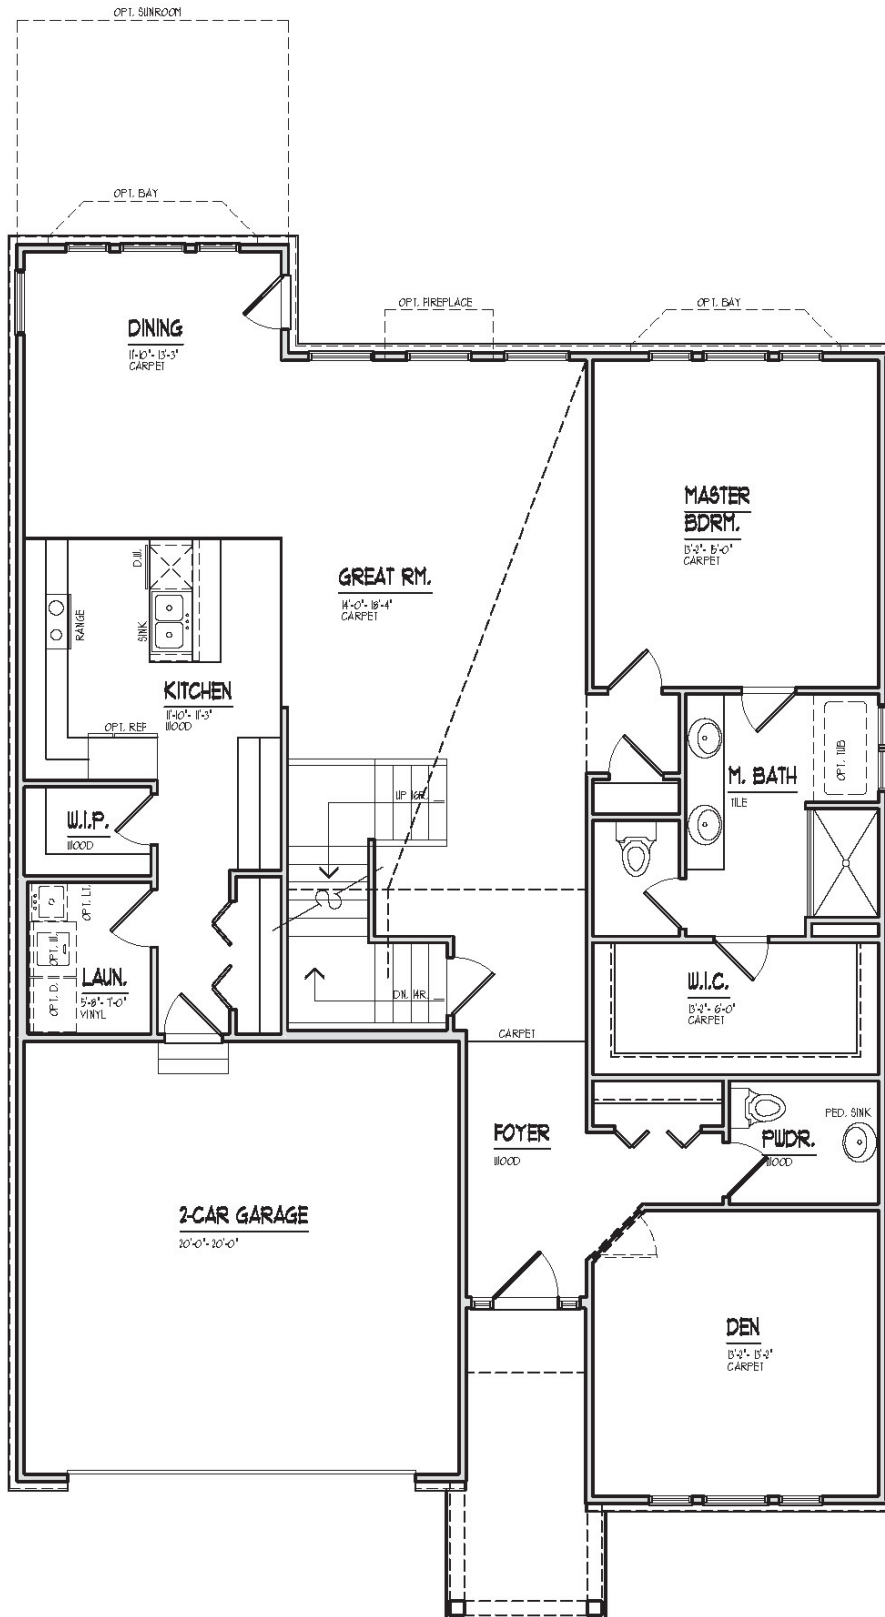 OPT. SUNROOM
OPT. BAY
DINING
11'-10" - 13'-3"
CARPET
OPT. FIREPLACE
OPT. BAY
MASTER
BDRM.
13'-2" - 15'-0"
CARPET
GREAT RM.
14'-0" - 18'-4"
CARPET
D.W.
SINK
RANGE
KITCHEN
11'-10" - 11'-3"
WOOD
OPT. REF
W.I.P.
WOOD
UP 16R.
M. BATH
TILE
OPT. TUB
OPT. LT.
OPT. W.
OPT. D.
LAUN.
5'-8" - 7'-0"
VINYL
DN. 14R.
W.I.C.
13'-2" - 6'-0"
CARPET
CARPET
FOYER
WOOD
PED. SINK
PWDR.
WOOD
2-CAR GARAGE
20'-0" - 20'-0"
DEN
13'-2" - 13'-2"
CARPET